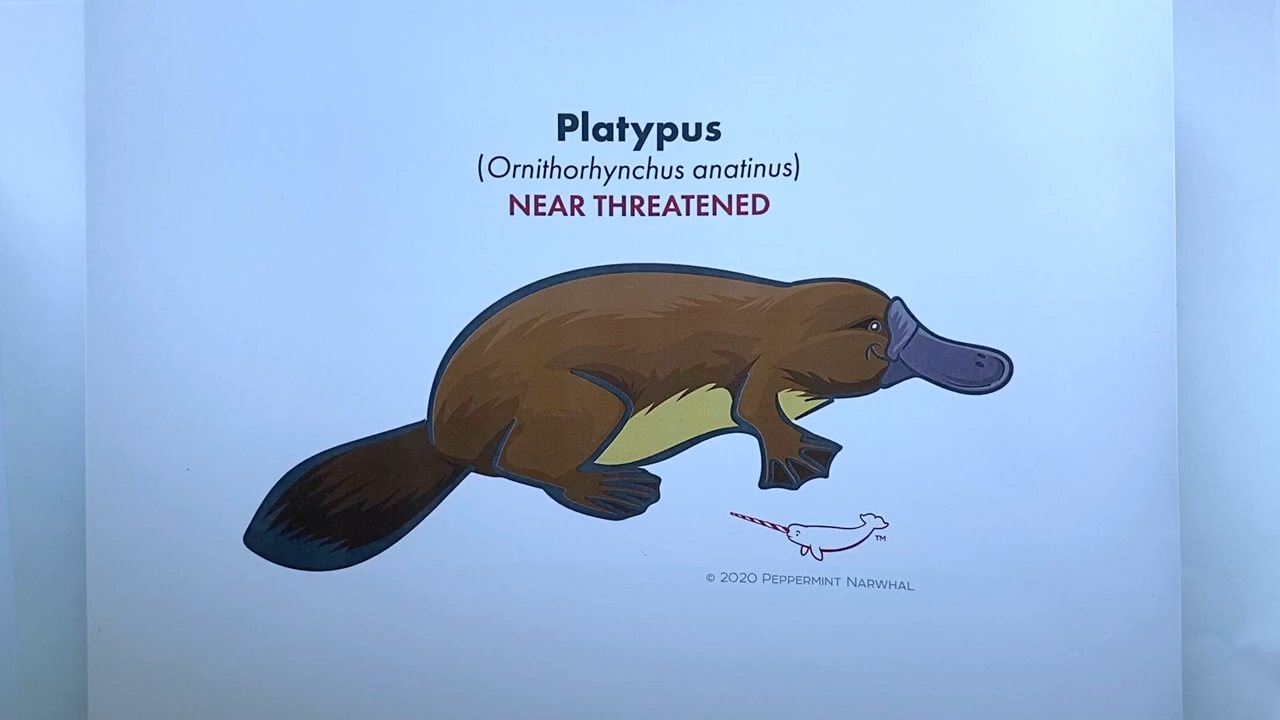 Platypus
(Ornithorhynchus anatinus)
NEAR THREATENED
TM
© 2020 PEPPERMINT NARWHAL